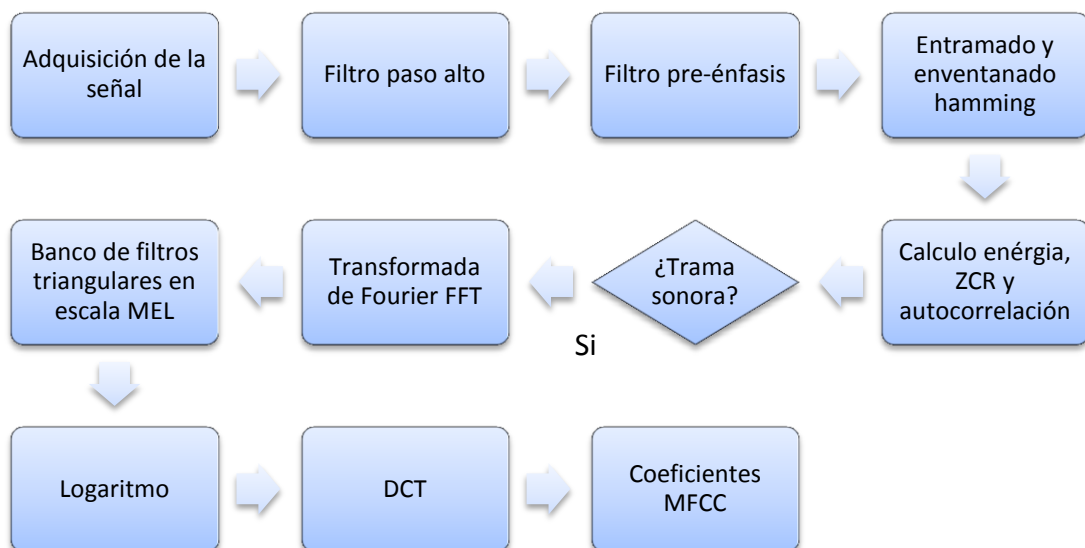 Adquisición de la
señal
Filtro paso alto
Filtro pre-énfasis
Entramado y
enventanado
hamming
Calculo enérgia,
ZCR y
autocorrelación
¿Trama
sonora?
Si
Transformada
de Fourier FFT
Banco de filtros
triangulares en
escala MEL
Logaritmo
DCT
Coeficientes
MFCC